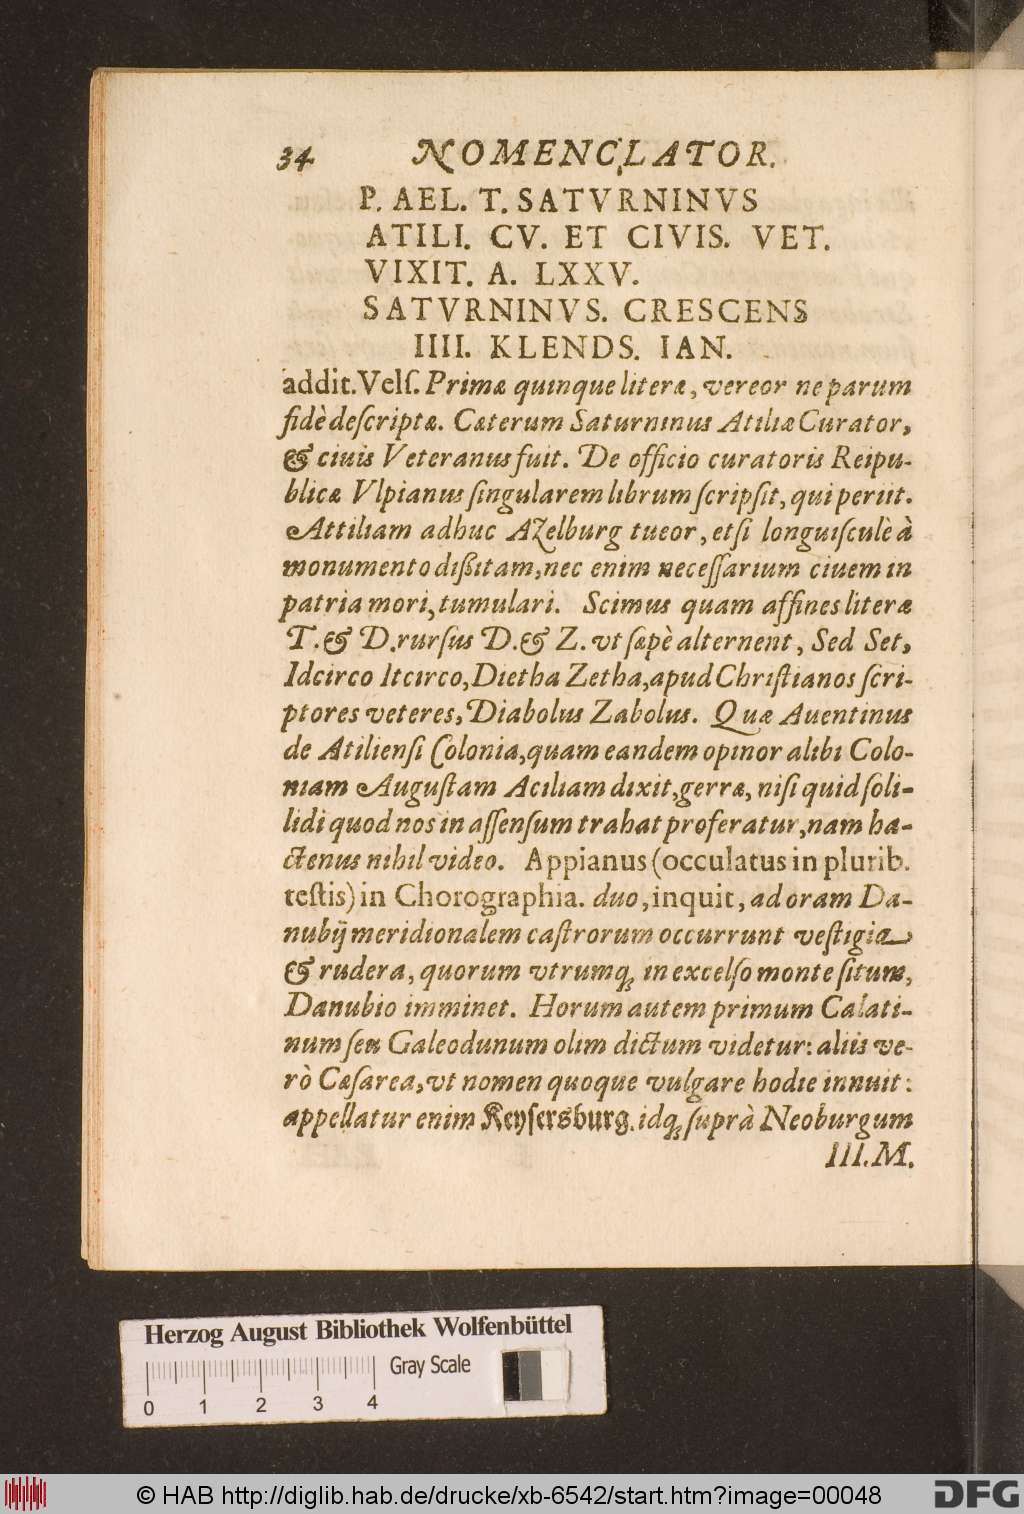 34 NOMENCLATOR.
P. AEL. T. SATVRNINVS
ATILI. CV. ET CIVIS. VET.
VIXIT. A. LXXV.
SATVRNINVS. CRESCENS
IIII. KLENDS. IAN.
addit. Velſ. Primæ quinque literæ, vereor ne parum
fidè deſcriptæ. Cæterum Saturninus Atiliæ Curator,
& ciuis Veteranus fuit. De officio curatoris Reipu-
blicæ Vlpianus ſingularem librum ſcripſit, qui periit.
Attiliam adhuc Azelburg tueor, etſi longuiſculè à
monumento dißitam, nec enim neceſſarium ciuem in
patria mori, tumulari. Scimus quam affines literæ
T. & D. rurſus D. & Z. vt ſæpè alternent, Sed Set,
Idcirco Itcirco, Dietha Zetha, apud Chriſtianos ſcri-
ptores veteres, Diabolus Zabolus. Quæ Auentinus
de Atilienſi Colonia, quam eandem opinor alibi Colo-
niam Auguſtam Aciliam dixit, gerræ, niſi quid ſoli-
lidi quod nos in aſſenſum trahat proferatur, nam ha-
ctenus nihil video. Appianus (occulatus in plurib.
teſtis) in Chorographia. duo, inquit, ad oram Da-
nubij meridionalem caſtrorum occurrunt veſtigia
& rudera, quorum vtrumq; in excelſo monte ſitum,
Danubio imminet. Horum autem primum Calati-
num ſeu Galeodunum olim dictum videtur: aliis ve-
rò Cæſarea, vt nomen quoque vulgare hodie innuit:
appellatur enim Keyſersburg. idq; ſuprà Neoburgum
III. M.
Herzog August Bibliothek Wolfenbüttel
Gray Scale
0 1 2 3 4
© HAB http://diglib.hab.de/drucke/xb-6542/start.htm?image=00048
DFG